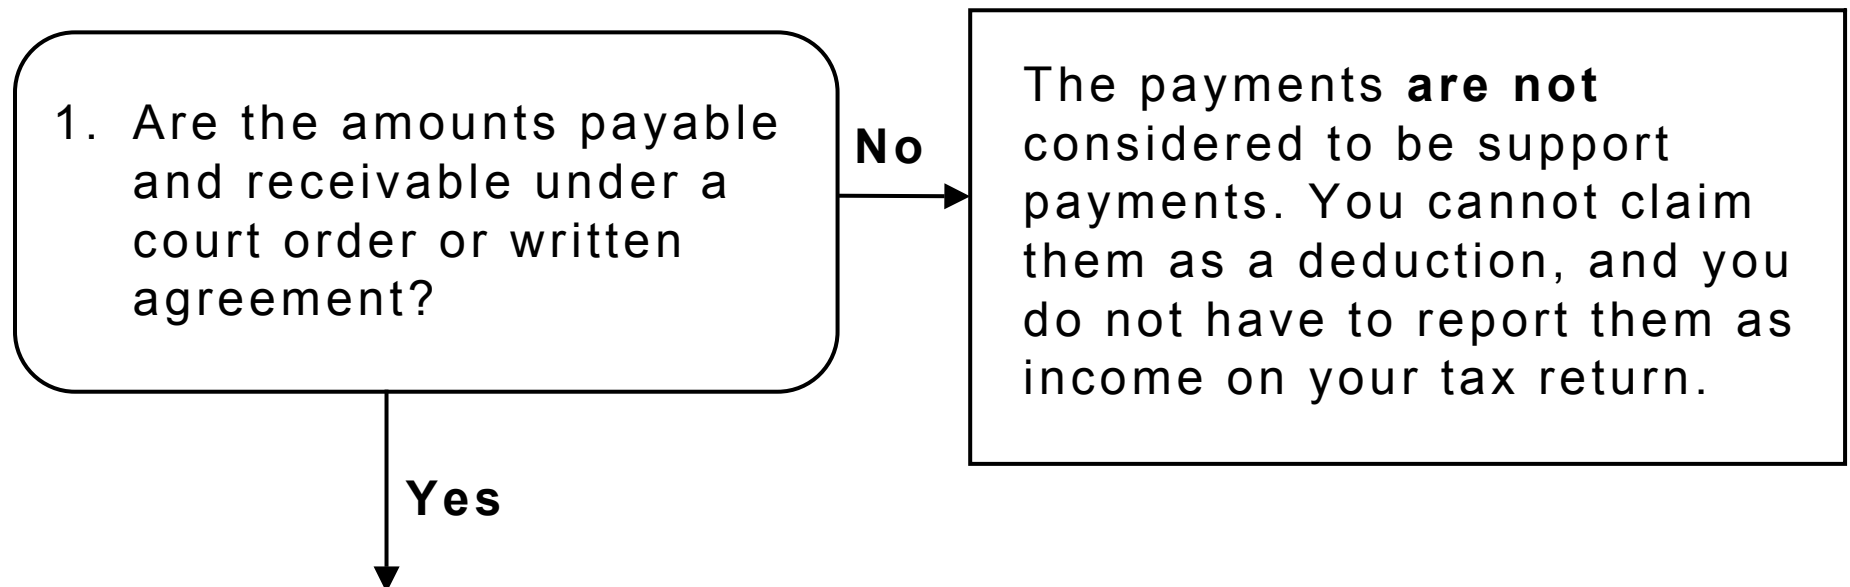 1. Are the amounts payable
and receivable under a
court order or written
agreement?
No
The payments are not
considered to be support
payments. You cannot claim
them as a deduction, and you
do not have to report them as
income on your tax return.
Yes